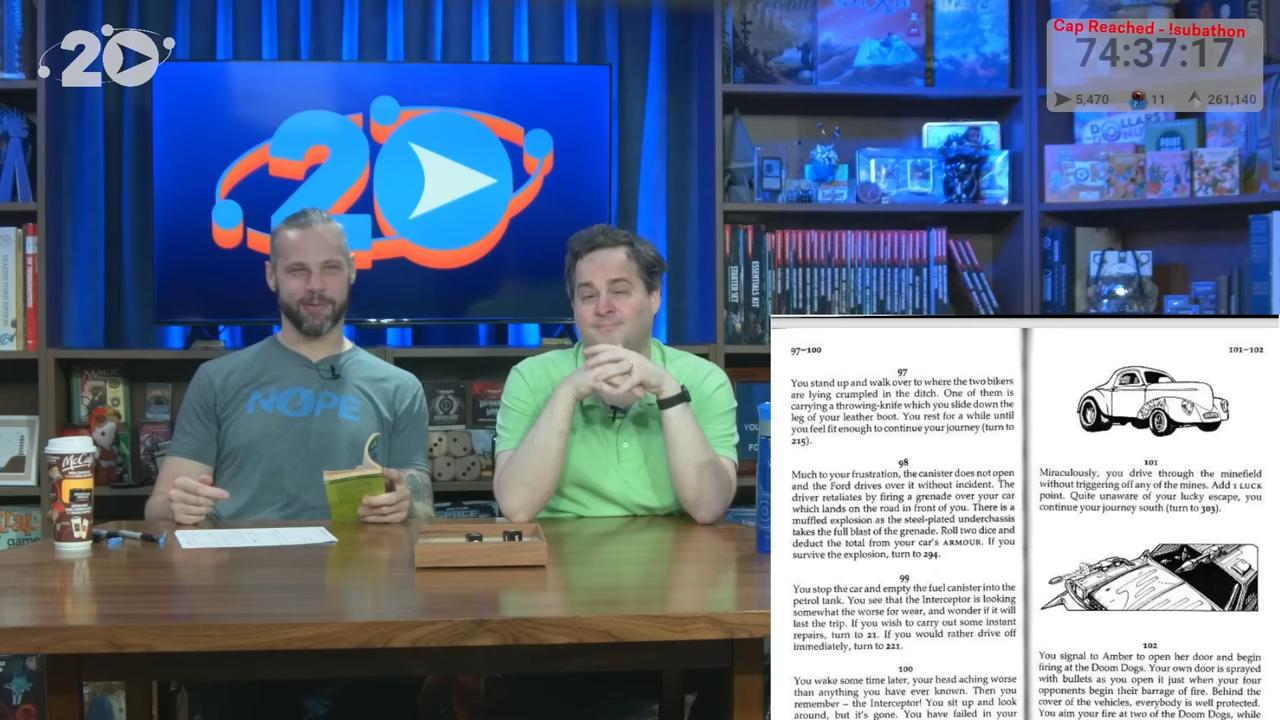 20
Cap Reached - !subathon
74:37:17
5,470
11
261,140
20
DOLLARS
STARTER SET
ESSENTIALS KIT
MAGIC
NOPE
McCafé
game
SPACE
97-100
97
You stand up and walk over to where the two bikers
are lying crumpled in the ditch. One of them is
carrying a throwing-knife which you slide down the
leg of your leather boot. You rest for a while until
you feel fit enough to continue your journey (turn to
215).
98
Much to your frustration, the canister does not open
and the Ford drives over it without incident. The
driver retaliates by firing a grenade over your car
which lands on the road in front of you. There is a
muffled explosion as the steel-plated underchassis
takes the full blast of the grenade. Roll two dice and
deduct the total from your car's ARMOUR. If you
survive the explosion, turn to 294.
99
You stop the car and empty the fuel canister into the
petrol tank. You see that the Interceptor is looking
somewhat the worse for wear, and wonder if it will
last the trip. If you wish to carry out some instant
repairs, turn to 21. If you would rather drive off
immediately, turn to 221.
100
You wake some time later, your head aching worse
than anything you have ever known. Then you
remember – the Interceptor! You sit up and look
around, but it's gone. You have failed in your
101-102
101
Miraculously, you drive through the minefield
without triggering off any of the mines. Add 1 LUCK
point. Quite unaware of your lucky escape, you
continue your journey south (turn to 303).
102
You signal to Amber to open her door and begin
firing at the Doom Dogs. Your own door is sprayed
with bullets as you open it just when your four
opponents begin their barrage of fire. Behind the
cover of the vehicles, everybody is well protected.
You aim your fire at two of the Doom Dogs, while